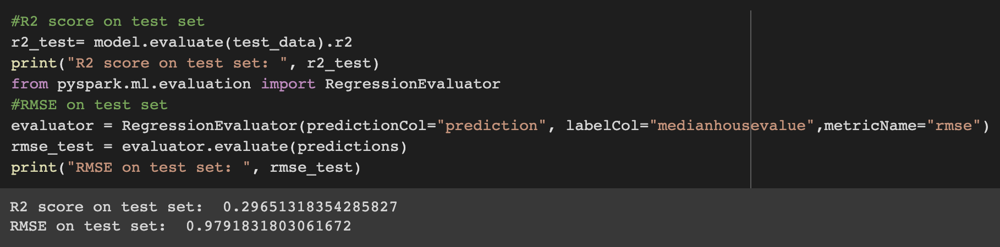 #R2 score on test set
r2_test= model.evaluate(test_data).r2
print("R2 score on test set: ", r2_test)
from pyspark.ml.evaluation import RegressionEvaluator
#RMSE on test set
evaluator = RegressionEvaluator(predictionCol="prediction", labelCol="medianhousevalue",metricName="rmse")
rmse_test = evaluator.evaluate(predictions)
print("RMSE on test set: ", rmse_test)
R2 score on test set:  0.29651318354285827
RMSE on test set:  0.9791831803061672